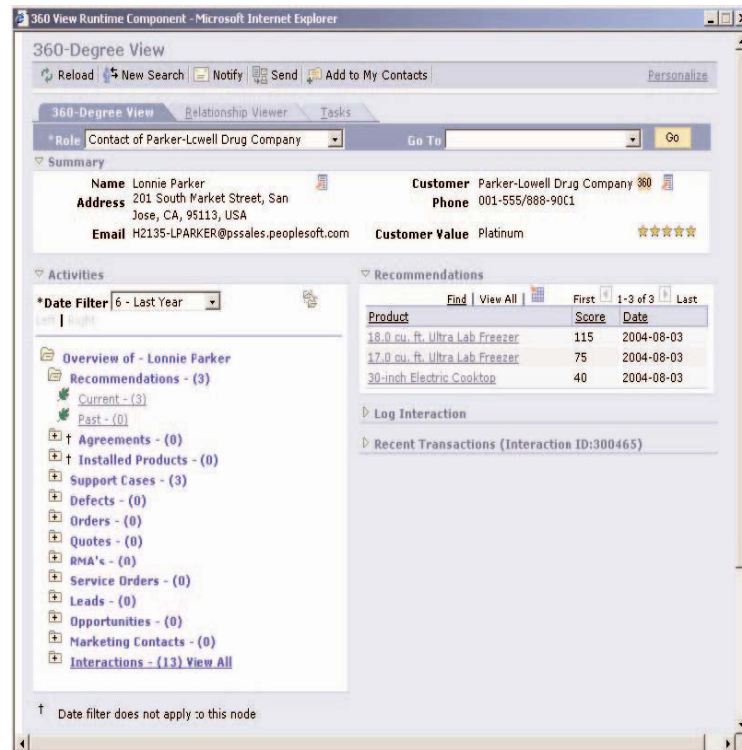 360 View Runtime Component - Microsoft Internet Explorer
360-Degree View
Reload New Search Notify Send Add to My Contacts Personalize
360-Degree View Relationship Viewer Tasks
*Role Contact of Parker-Lowell Drug Company Go To Go
Summary
Name Lonnie Parker
Address 201 South Market Street, San
Jose, CA, 95113, USA
Email H2135-LPARKER@pssales.peoplesoft.com
Customer Parker-Lowell Drug Company 360
Phone 001-555/888-9001
Customer Value Platinum
Activities
*Date Filter 6 - Last Year
Left | Right
Overview of - Lonnie Parker
Recommendations - (3)
Current - (3)
Past - (0)
† Agreements - (0)
† Installed Products - (0)
Support Cases - (3)
Defects - (0)
Orders - (0)
Quotes - (0)
RMA's - (0)
Service Orders - (0)
Leads - (0)
Opportunities - (0)
Marketing Contacts - (0)
Interactions - (13) View All
† Date filter does not apply to this node
Recommendations
Find | View All | First 1-3 of 3 Last
Product Score Date
18.0 cu. ft. Ultra Lab Freezer 115 2004-08-03
17.0 cu. ft. Ultra Lab Freezer 75 2004-08-03
30-inch Electric Cooktop 40 2004-08-03
Log Interaction
Recent Transactions (Interaction ID:300465)